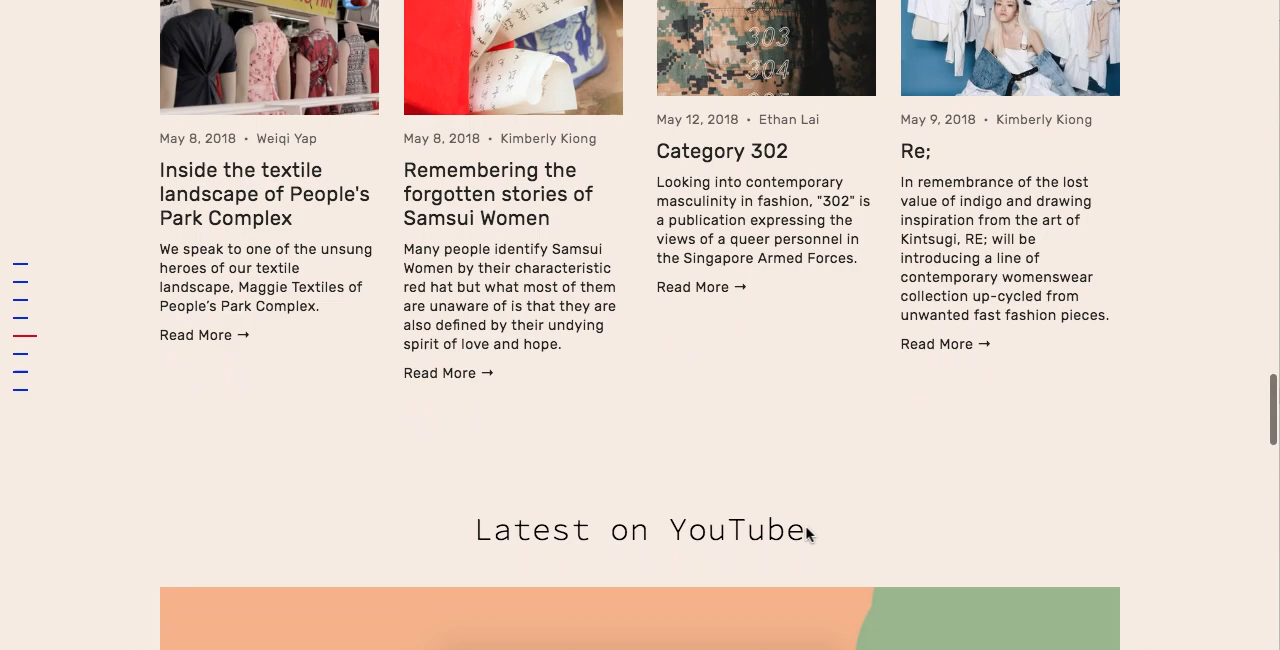 303
304
May 8, 2018 • Weiqi Yap
Inside the textile
landscape of People's
Park Complex
We speak to one of the unsung
heroes of our textile
landscape, Maggie Textiles of
People’s Park Complex.
Read More →
May 8, 2018 • Kimberly Kiong
Remembering the
forgotten stories of
Samsui Women
Many people identify Samsui
Women by their characteristic
red hat but what most of them
are unaware of is that they are
also defined by their undying
spirit of love and hope.
Read More →
May 12, 2018 • Ethan Lai
Category 302
Looking into contemporary
masculinity in fashion, "302" is
a publication expressing the
views of a queer personnel in
the Singapore Armed Forces.
Read More →
May 9, 2018 • Kimberly Kiong
Re;
In remembrance of the lost
value of indigo and drawing
inspiration from the art of
Kintsugi, RE; will be
introducing a line of
contemporary womenswear
collection up-cycled from
unwanted fast fashion pieces.
Read More →
Latest on YouTube